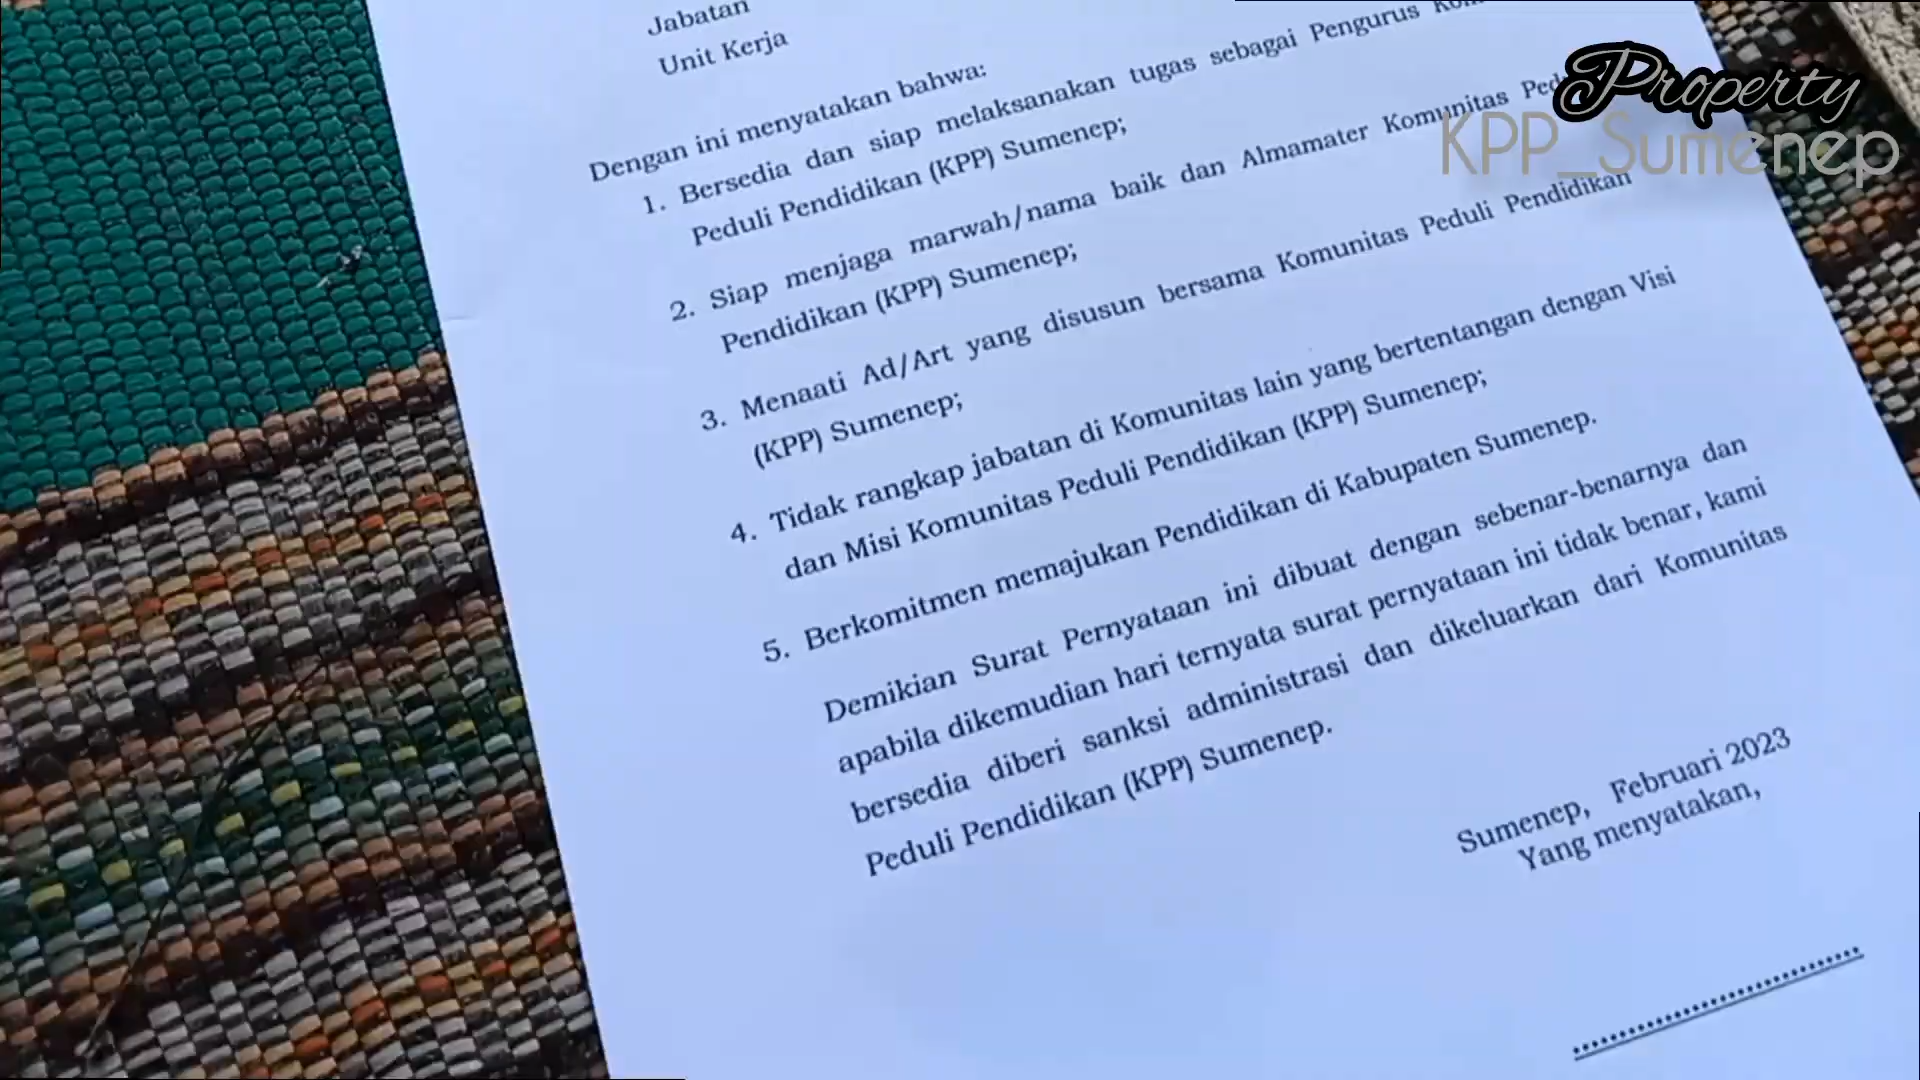 Jabatan
Unit Kerja
Dengan ini menyatakan bahwa:
1. Bersedia dan siap melaksanakan tugas sebagai Pengurus
Peduli Pendidikan (KPP) Sumenep;
2. Siap menjaga marwah/nama baik dan Almamater Komunitas
Pendidikan (KPP) Sumenep;
3. Menaati Ad/Art yang disusun bersama Komunitas Peduli Pendidikan
(KPP) Sumenep;
4. Tidak rangkap jabatan di Komunitas lain yang bertentangan dengan Visi
dan Misi Komunitas Peduli Pendidikan (KPP) Sumenep;
5. Berkomitmen memajukan Pendidikan di Kabupaten Sumenep.
Demikian Surat Pernyataan ini dibuat dengan sebenar-benarnya dan
apabila dikemudian hari ternyata surat pernyataan ini tidak benar, kami
bersedia diberi sanksi administrasi dan dikeluarkan dari Komunitas
Peduli Pendidikan (KPP) Sumenep.
Sumenep, Februari 2023
Yang menyatakan,
Property
KPP_Sumenep